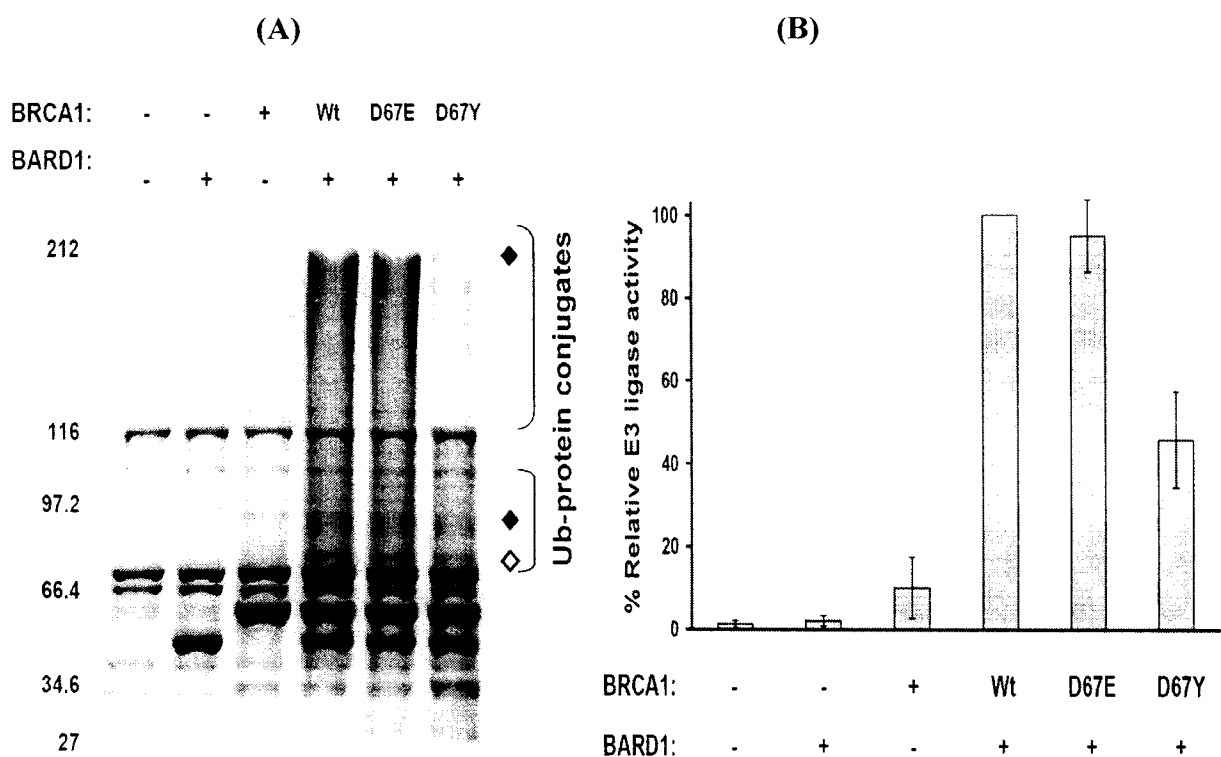 (A)
BRCA1: - - + Wt D67E D67Y
BARD1:
- + - + + +
212
116
97.2
66.4
34.6
27
Ub-protein conjugates
(B)
% Relative E3 ligase activity
100
80
60
40
20
0
BRCA1: - - + Wt D67E D67Y
BARD1: - + - + + +